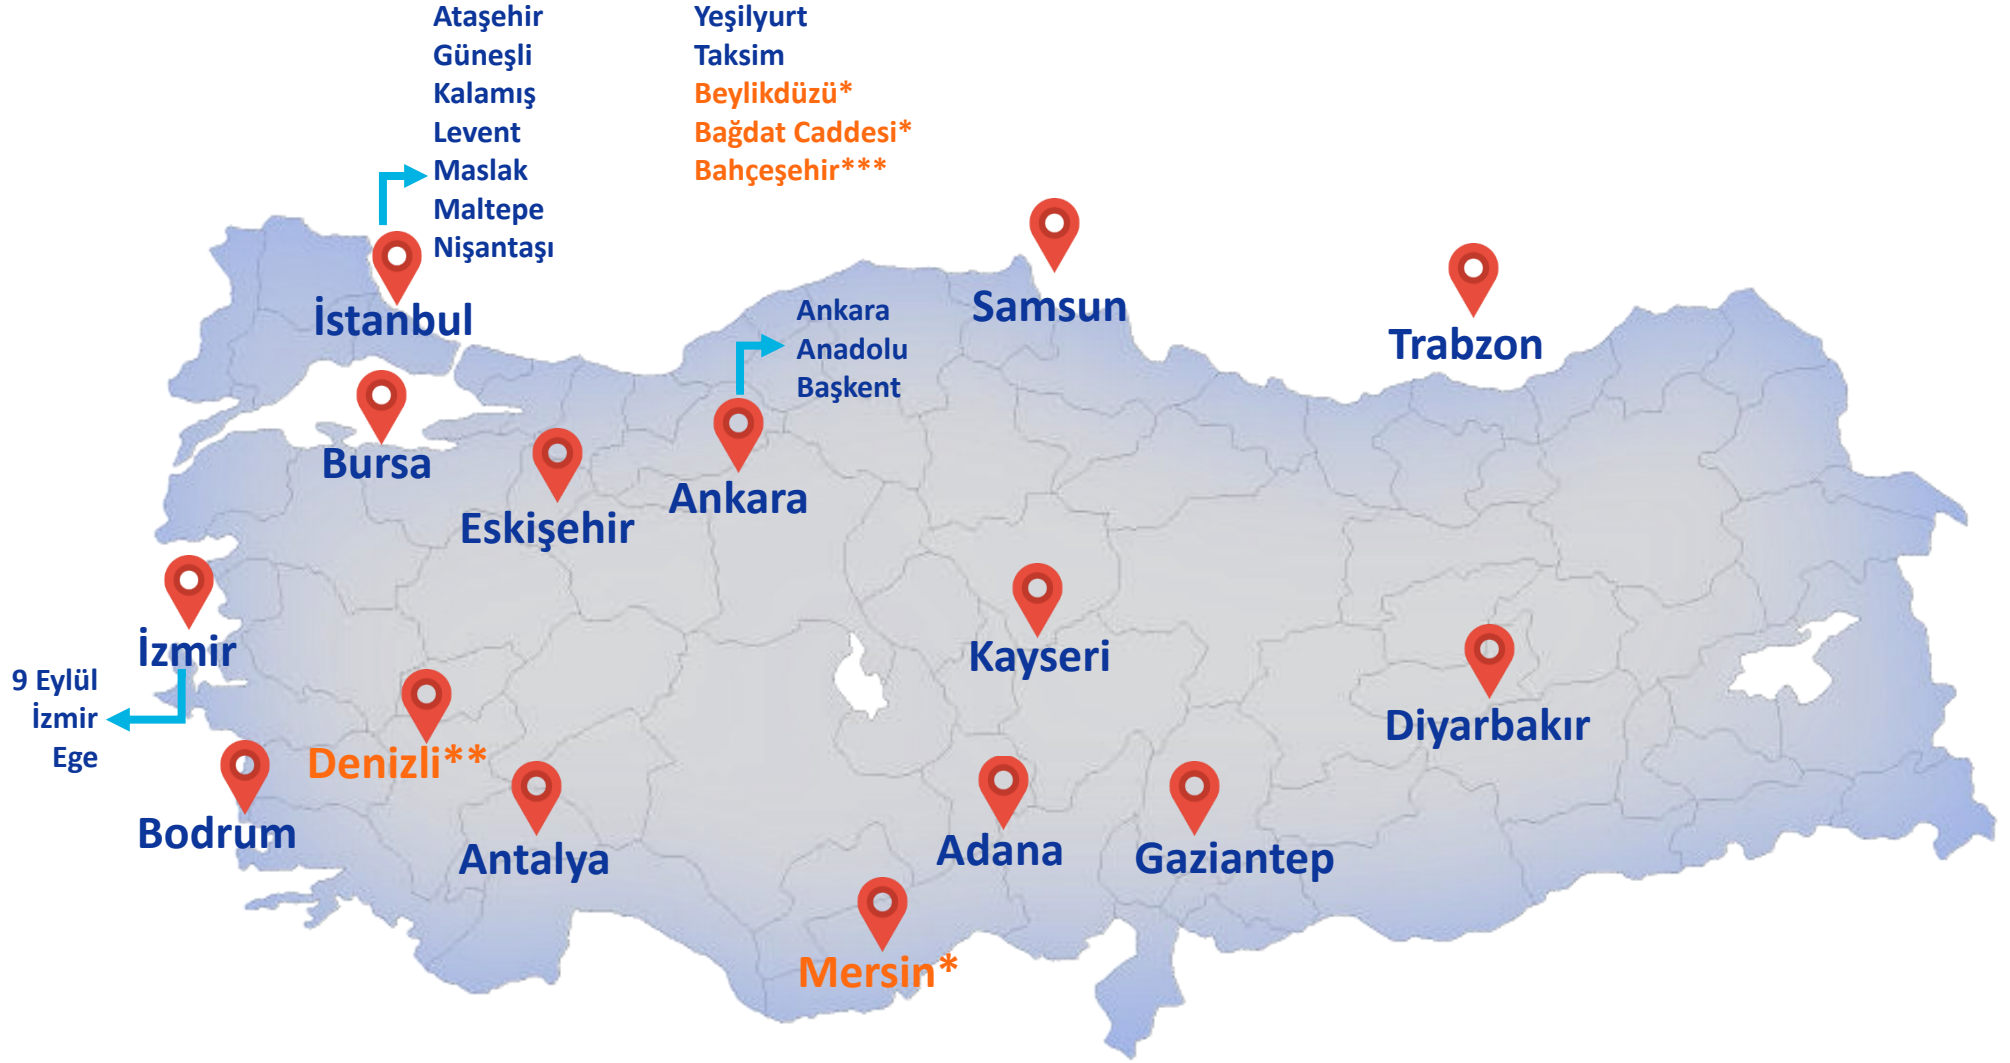 Ataşehir
Güneşli
Kalamış
Levent
Maslak
Maltepe
Nişantaşı
Yeşilyurt
Taksim
Beylikdüzü*
Bağdat Caddesi*
Bahçeşehir***
İstanbul
Samsun
Trabzon
Ankara
Anadolu
Başkent
Bursa
Eskişehir
Ankara
İzmir
9 Eylül
İzmir
Ege
Kayseri
Diyarbakır
Denizli**
Bodrum
Antalya
Adana
Gaziantep
Mersin*